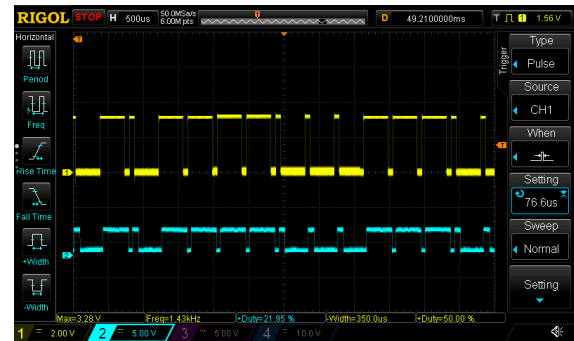 RIGOL STOP H 500us 50.0MSa/s 6.00M pts D 49.2100000ms T 1 1.56 V
Horizontal
Period
Freq
Rise Time
Fall Time
+Width
-Width
T
T
1
2
Trigger
Type
Pulse
Source
CH1
When
Setting
76.6us
Sweep
Normal
Setting
Max=3.28 V Freq=1.43kHz +Duty=21.95 % -Width=350.0us +Duty=50.00 %
1 = 2.00 V 2 = 5.00 V 3 ~ 5.00 V 4 = 10.0 V